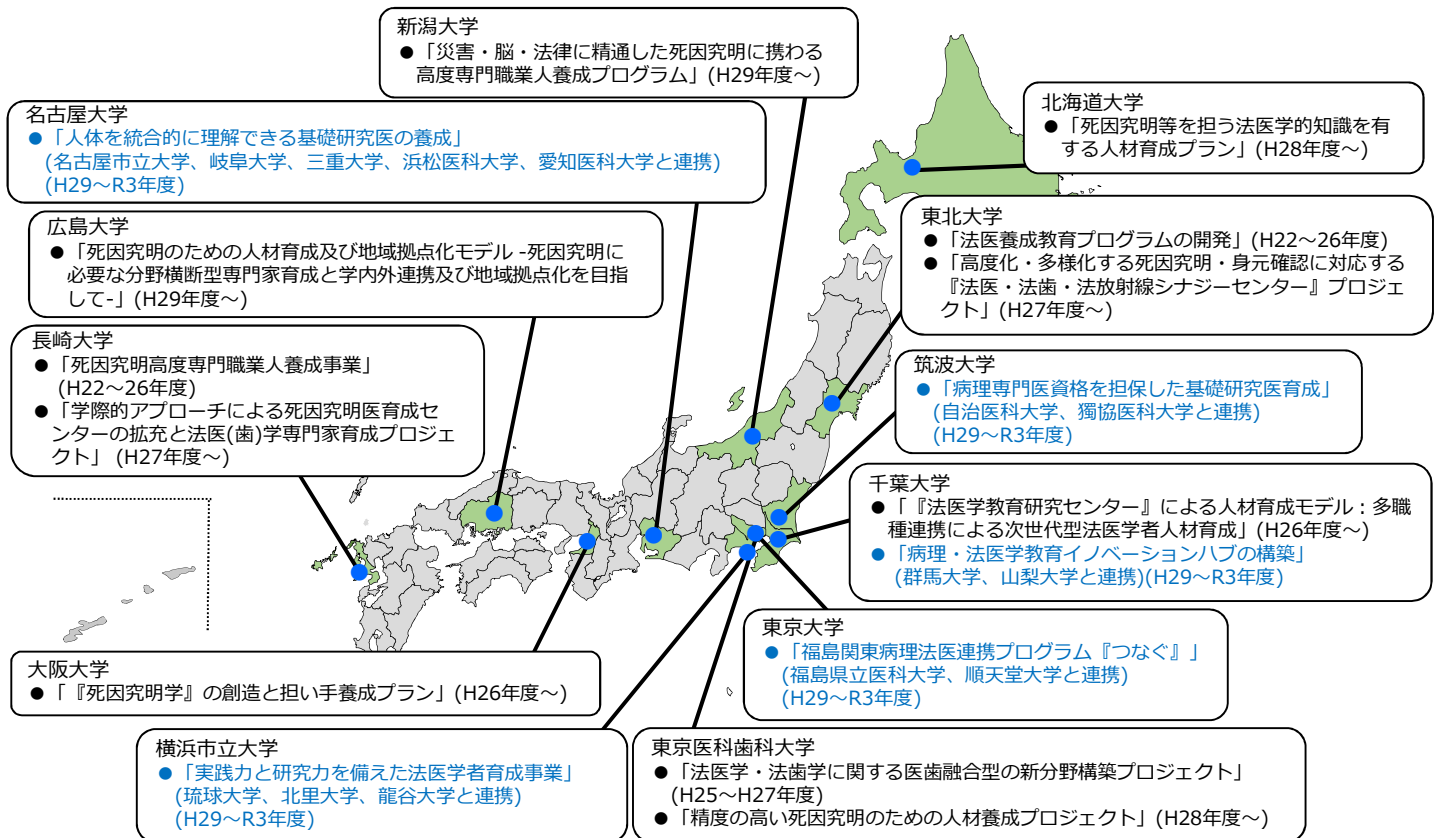 新潟大学
● 「災害・脳・法律に精通した死因究明に携わる
高度専門職業人養成プログラム」(H29年度～)
名古屋大学
● 「人体を統合的に理解できる基礎研究医の養成」
(名古屋市立大学、岐阜大学、三重大学、浜松医科大学、愛知医科大学と連携)
(H29～R3年度)
北海道大学
● 「死因究明等を担う法医学的知識を有
する人材育成プラン」(H28年度～)
広島大学
● 「死因究明のための人材育成及び地域拠点化モデル -死因究明に
必要な分野横断型専門家育成と学内外連携及び地域拠点化を目指
して-」(H29年度～)
東北大学
● 「法医養成教育プログラムの開発」(H22～26年度)
● 「高度化・多様化する死因究明・身元確認に対応する
『法医・法歯・法放射線シナジーセンター』プロジェ
クト」(H27年度～)
長崎大学
● 「死因究明高度専門職業人養成事業」
(H22～26年度)
● 「学際的アプローチによる死因究明医育成セ
ンターの拡充と法医(歯)学専門家育成プロジェ
クト」 (H27年度～)
筑波大学
● 「病理専門医資格を担保した基礎研究医育成」
(自治医科大学、獨協医科大学と連携)
(H29～R3年度)
千葉大学
● 「『法医学教育研究センター』による人材育成モデル：多職
種連携による次世代型法医学者人材育成」(H26年度～)
● 「病理・法医学教育イノベーションハブの構築」
(群馬大学、山梨大学と連携)(H29～R3年度)
東京大学
● 「福島関東病理法医連携プログラム『つなぐ』」
(福島県立医科大学、順天堂大学と連携)
(H29～R3年度)
大阪大学
● 「『死因究明学』の創造と担い手養成プラン」(H26年度～)
横浜市立大学
● 「実践力と研究力を備えた法医学者育成事業」
(琉球大学、北里大学、龍谷大学と連携)
(H29～R3年度)
東京医科歯科大学
● 「法医学・法歯学に関する医歯融合型の新分野構築プロジェクト」
(H25～H27年度)
● 「精度の高い死因究明のための人材養成プロジェクト」(H28年度～)